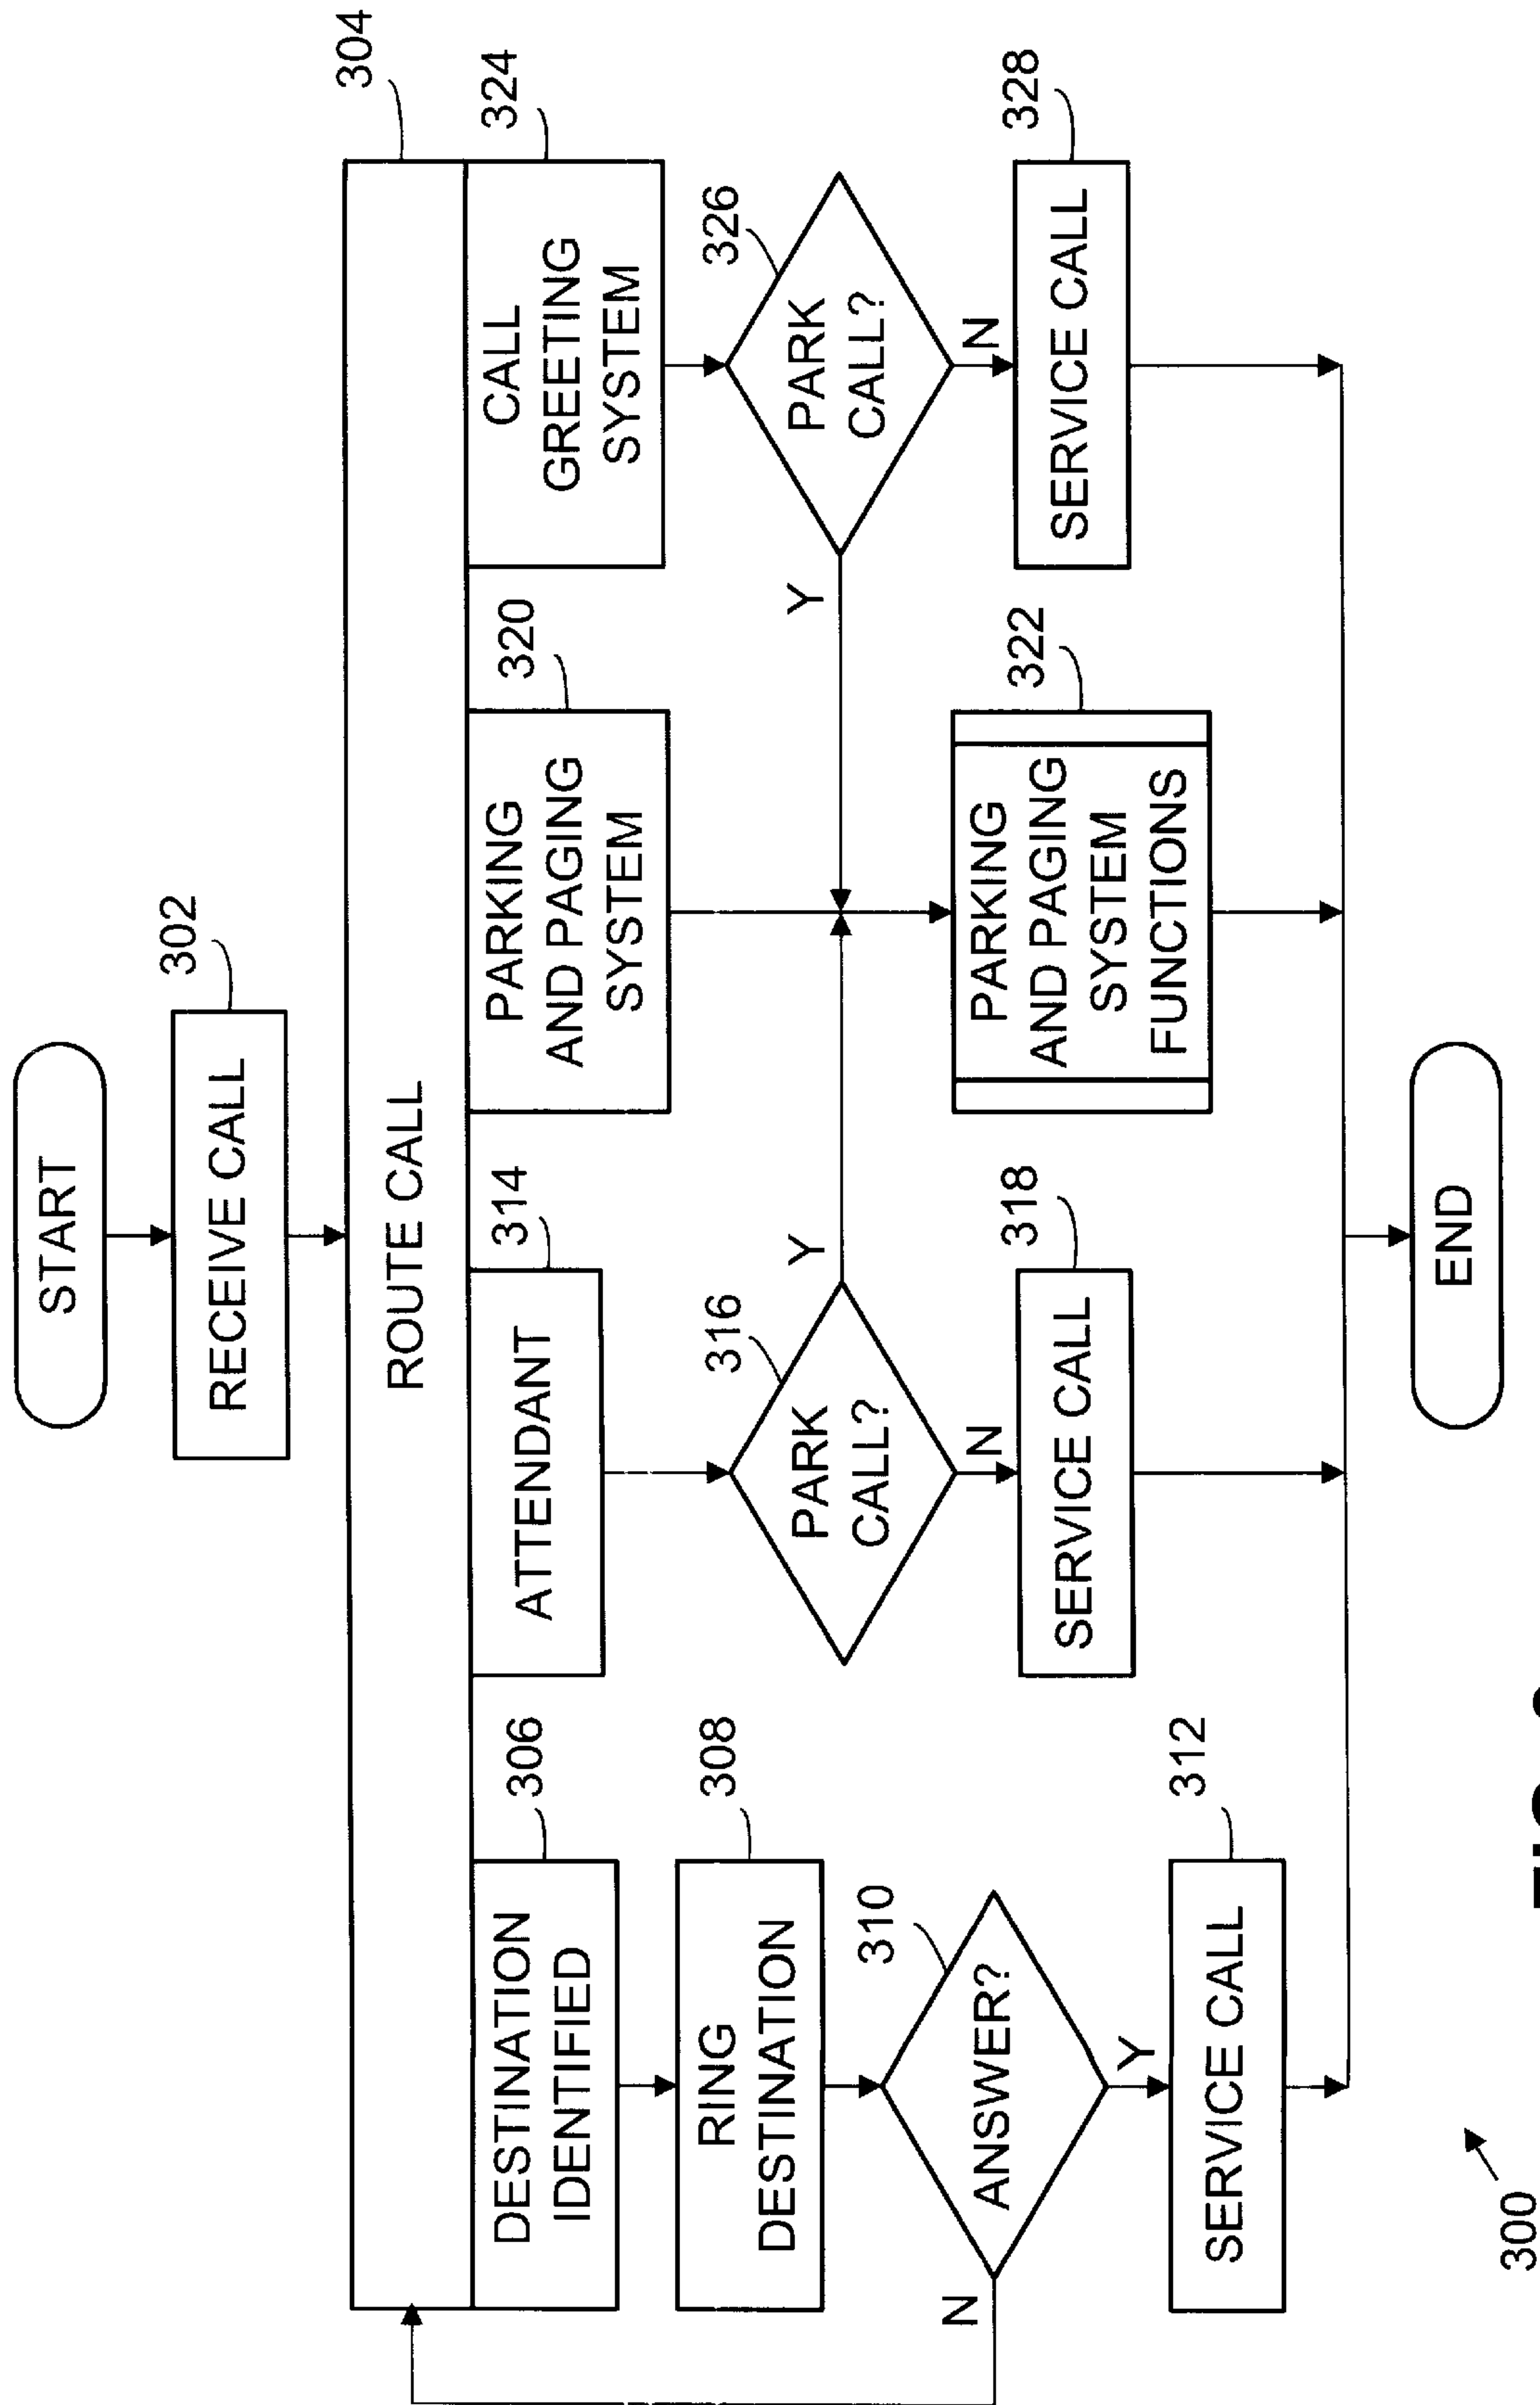 START
302
RECEIVE CALL
304
ROUTE CALL
306
DESTINATION
IDENTIFIED
314
ATTENDANT
320
PARKING
AND PAGING
SYSTEM
324
CALL
GREETING
SYSTEM
308
RING
DESTINATION
316
PARK
CALL?
Y
N
326
PARK
CALL?
Y
N
310
ANSWER?
N
Y
318
SERVICE CALL
322
PARKING
AND PAGING
SYSTEM
FUNCTIONS
328
SERVICE CALL
312
SERVICE CALL
END
300